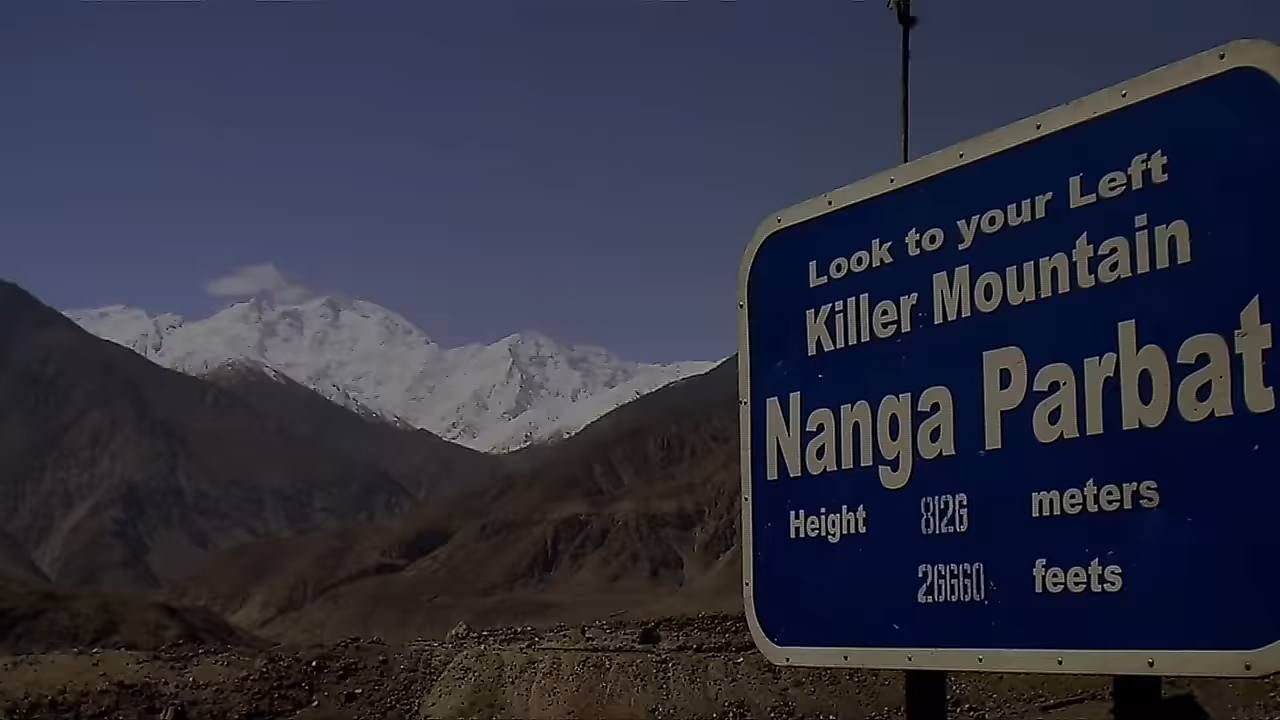 Look to your Left
Killer Mountain
Nanga Parbat
Height 8126 meters
26660 feets